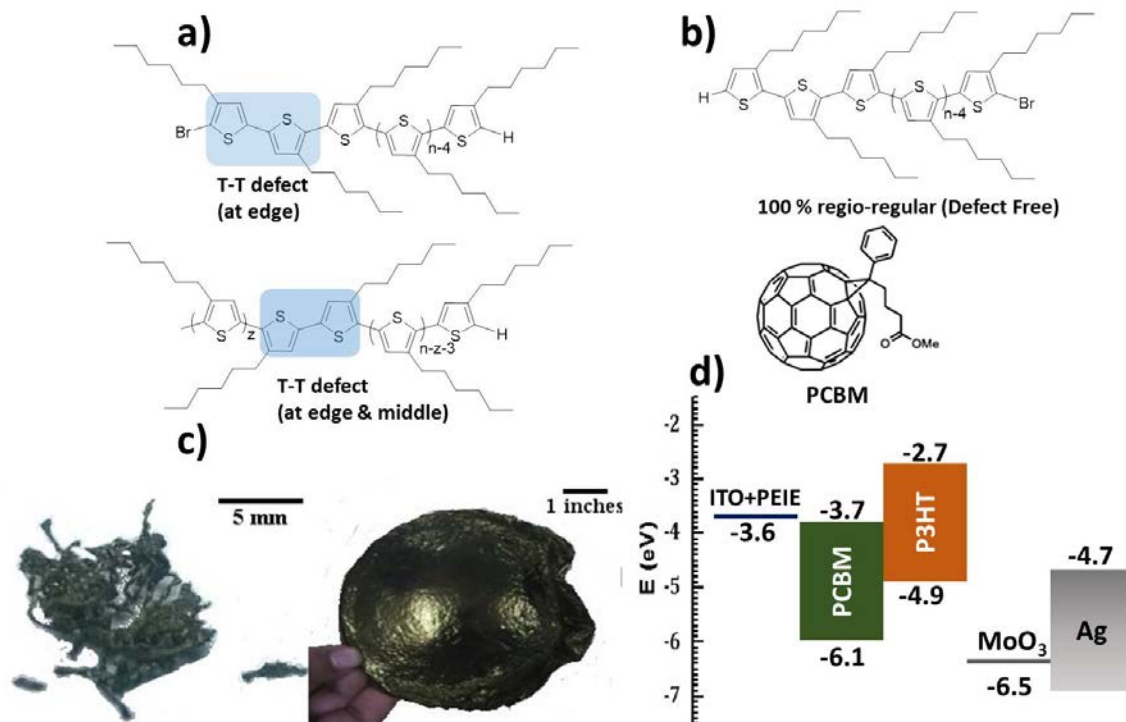 a)
Br
S
S
S
S
S
H
n-4
T-T defect
(at edge)
S
z
S
S
S
n-z-3
S
H
T-T defect
(at edge & middle)
b)
H
S
S
S
S
n-4
S
Br
100 % regio-regular (Defect Free)
O
OMe
PCBM
c)
5 mm
1 inches
d)
E (eV)
-2
-3
-4
-5
-6
-7
ITO+PEIE
-3.6
-3.7
PCBM
-6.1
-2.7
P3HT
-4.9
MoO₃
-6.5
-4.7
Ag